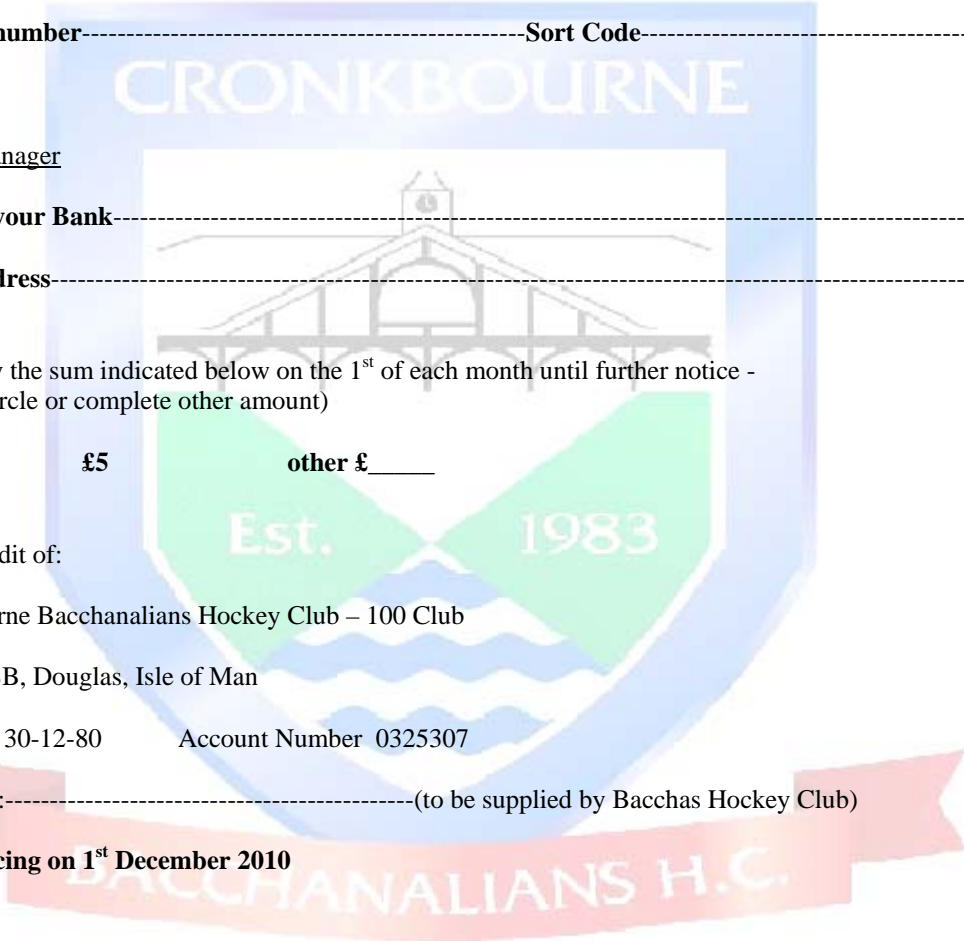 number--------------------------------------------------Sort Code------------------------------------
CRONKBOURNE
anager
your Bank------------------------------------------------------------------------------------------------
dress-------------------------------------------------------------------------------------------------------
y the sum indicated below on the 1st of each month until further notice -
rcle or complete other amount)
£5 other £_____
Est. 1983
dit of:
rne Bacchanalians Hockey Club – 100 Club
B, Douglas, Isle of Man
30-12-80 Account Number 0325307
:----------------------------------------------(to be supplied by Bacchas Hockey Club)
cing on 1st December 2010
BACCHANALIANS H.C.